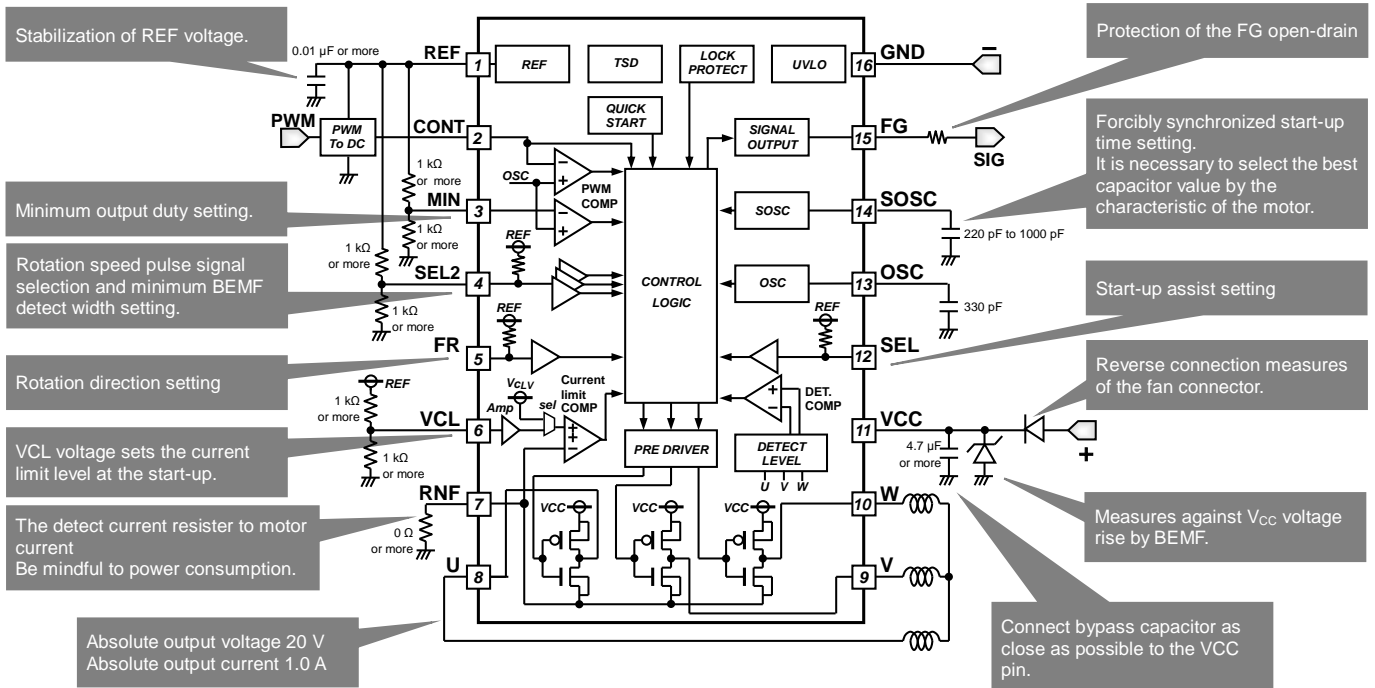 Stabilization of REF voltage.
0.01 µF or more
REF
1
REF
TSD
LOCK
PROTECT
UVLO
16
GND
−
Protection of the FG open-drain
PWM
PWM
To DC
CONT
2
QUICK
START
SIGNAL
OUTPUT
15
FG
SIG
Forcibly synchronized start-up
time setting.
It is necessary to select the best
capacitor value by the
characteristic of the motor.
1 kΩ
or more
OSC
−
+
PWM
COMP
Minimum output duty setting.
MIN
3
−
+
SOSC
14
SOSC
220 pF to 1000 pF
1 kΩ
or more
1 kΩ
or more
REF
Rotation speed pulse signal
selection and minimum BEMF
detect width setting.
SEL2
4
CONTROL
LOGIC
OSC
13
OSC
330 pF
1 kΩ
or more
REF
REF
Start-up assist setting
FR
5
12
SEL
Rotation direction setting
Reverse connection measures
of the fan connector.
REF
1 kΩ
or more
VCLV
Amp
sel
Current
limit
COMP
+
+
−
+
−
DET.
COMP
VCL
6
11
VCC
+
VCL voltage sets the current
limit level at the start-up.
1 kΩ
or more
PRE DRIVER
DETECT
LEVEL
U V W
4.7 µF
or more
RNF
7
VCC
VCC
VCC
10
W
The detect current resister to motor
current
Be mindful to power consumption.
0 Ω
or more
Measures against VCC voltage
rise by BEMF.
U
8
9
V
Absolute output voltage 20 V
Absolute output current 1.0 A
Connect bypass capacitor as
close as possible to the VCC
pin.